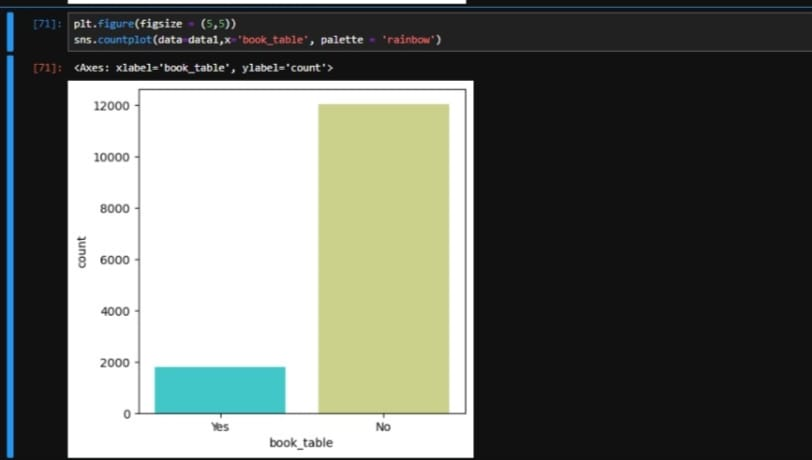 [71]: plt.figure(figsize = (5,5))
sns.countplot(data=data1,x='book_table', palette = 'rainbow')
[71]: <Axes: xlabel='book_table', ylabel='count'>
12000
10000
8000
6000
4000
2000
0
count
Yes No
book_table